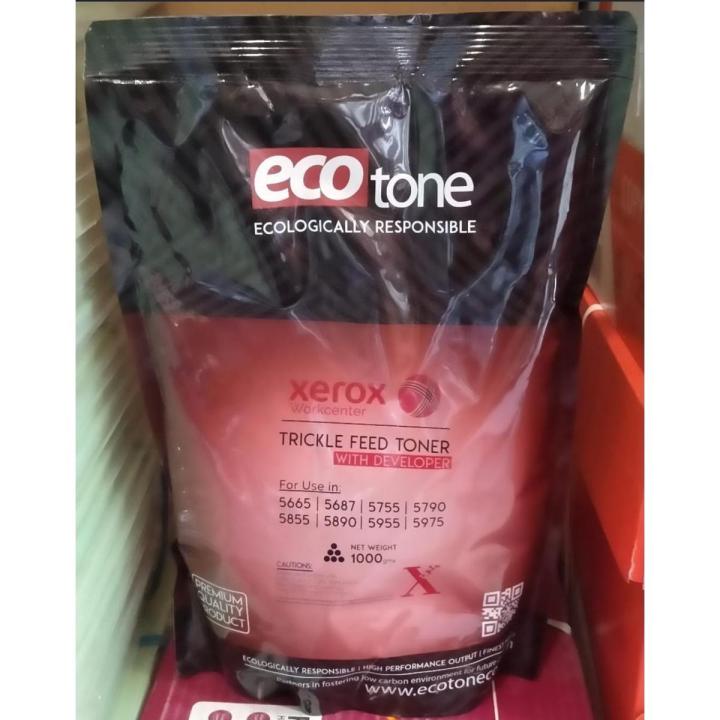 eco tone
ECOLOGICALLY RESPONSIBLE
xerox
Workcenter
TRICKLE FEED TONER
WITH DEVELOPER
For Use in:
5665 | 5687 | 5755 | 5790
5855 | 5890 | 5955 | 5975
NET WEIGHT
1000gms
CAUTIONS:
X
PREMIUM
QUALITY
PRODUCT
ECOLOGICALLY RESPONSIBLE | HIGH PERFORMANCE OUTPUT |
Partners in fostering low carbon environment for future
www.ecotonec